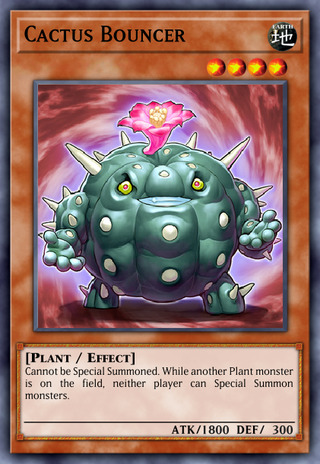 Cactus Bouncer
EARTH
地
[Plant / Effect]
Cannot be Special Summoned. While another Plant monster
is on the field, neither player can Special Summon
monsters.
ATK/1800 DEF/ 300